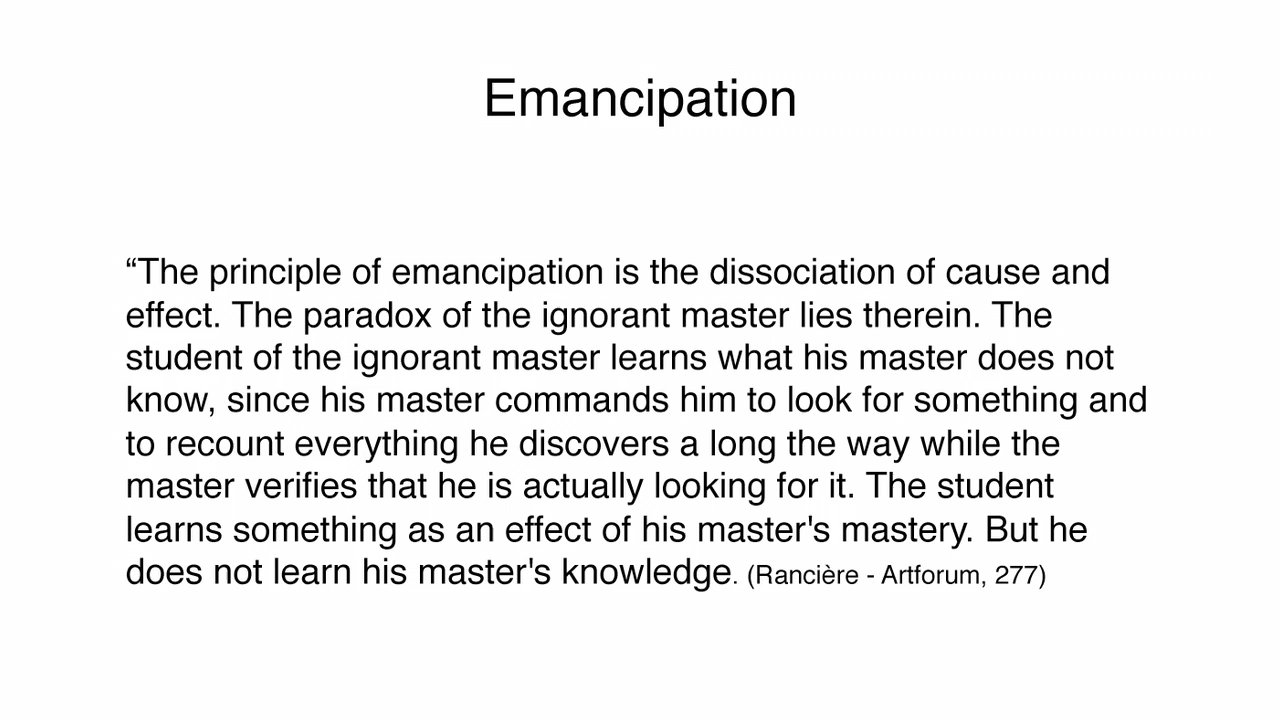 Emancipation
“The principle of emancipation is the dissociation of cause and
effect. The paradox of the ignorant master lies therein. The
student of the ignorant master learns what his master does not
know, since his master commands him to look for something and
to recount everything he discovers a long the way while the
master verifies that he is actually looking for it. The student
learns something as an effect of his master's mastery. But he
does not learn his master's knowledge. (Rancière - Artforum, 277)